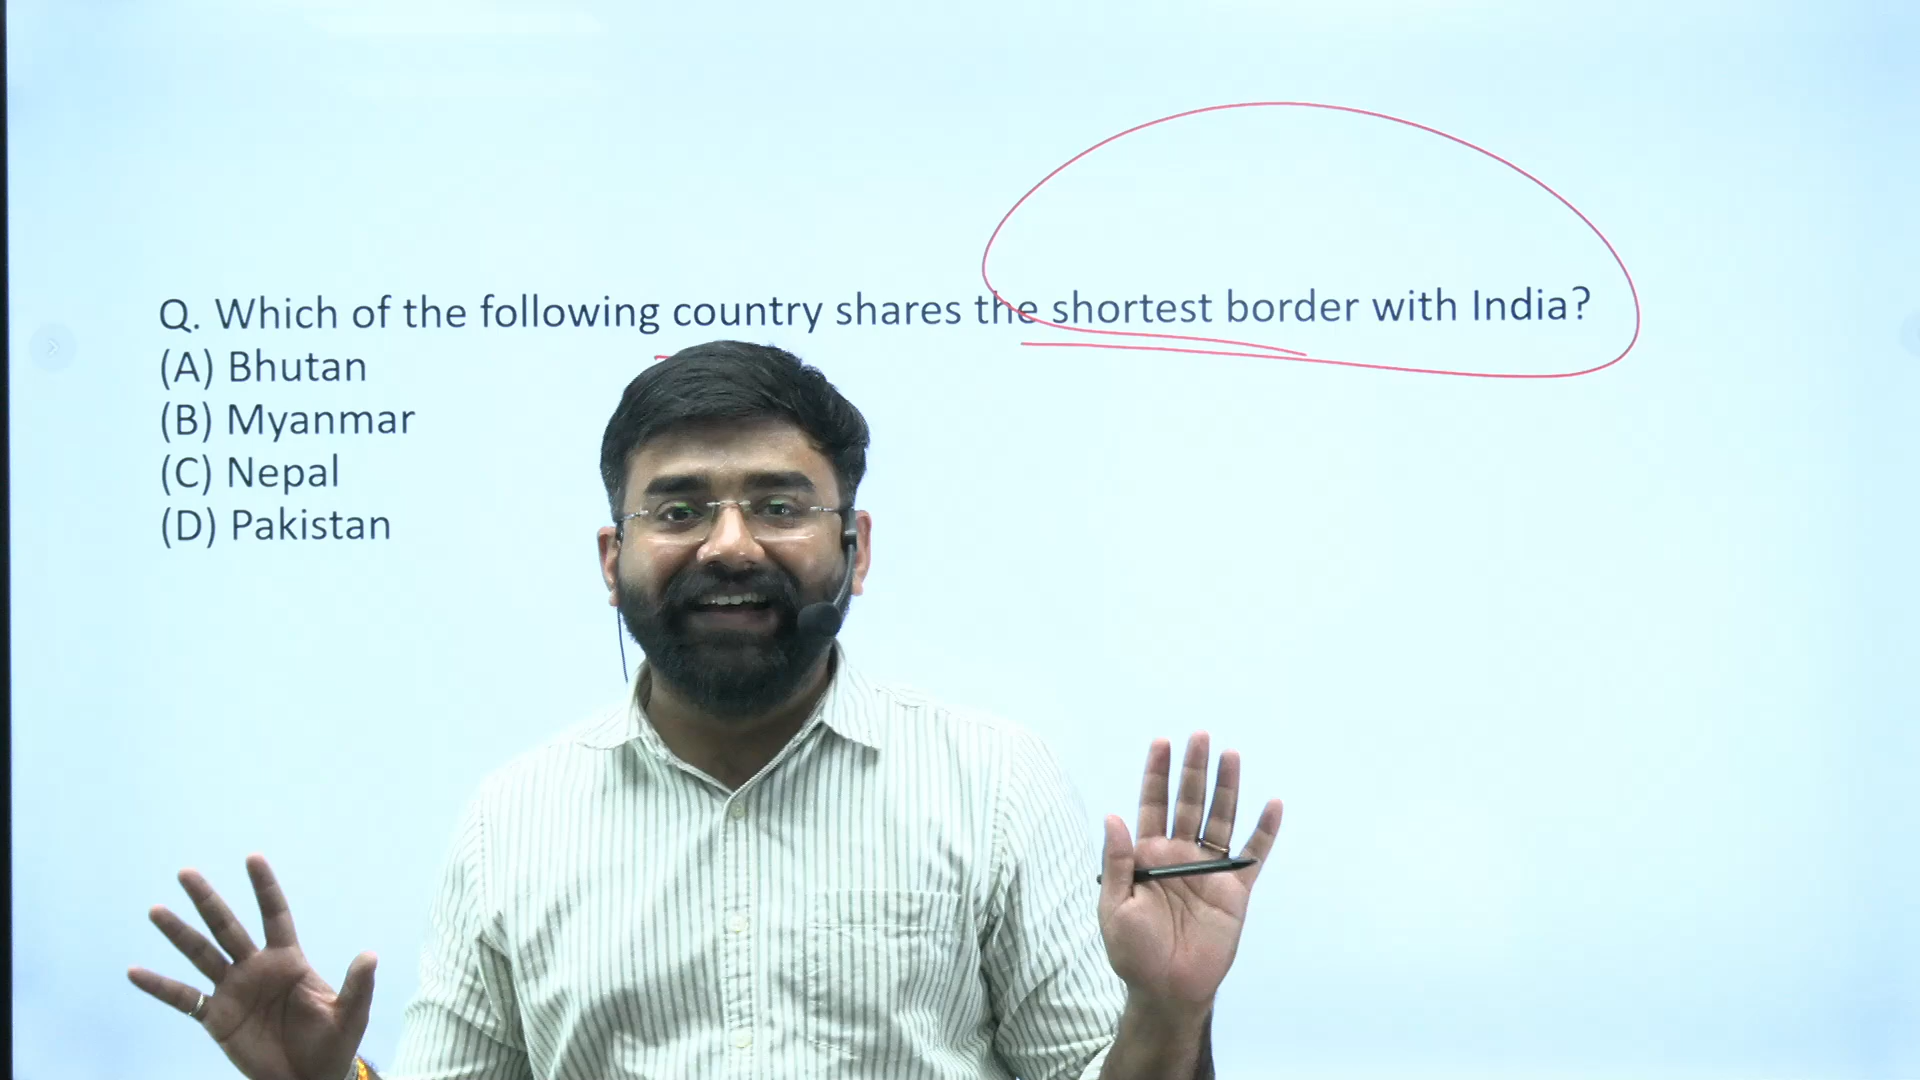 Q. Which of the following country shares the shortest border with India?
(A) Bhutan
(B) Myanmar
(C) Nepal
(D) Pakistan